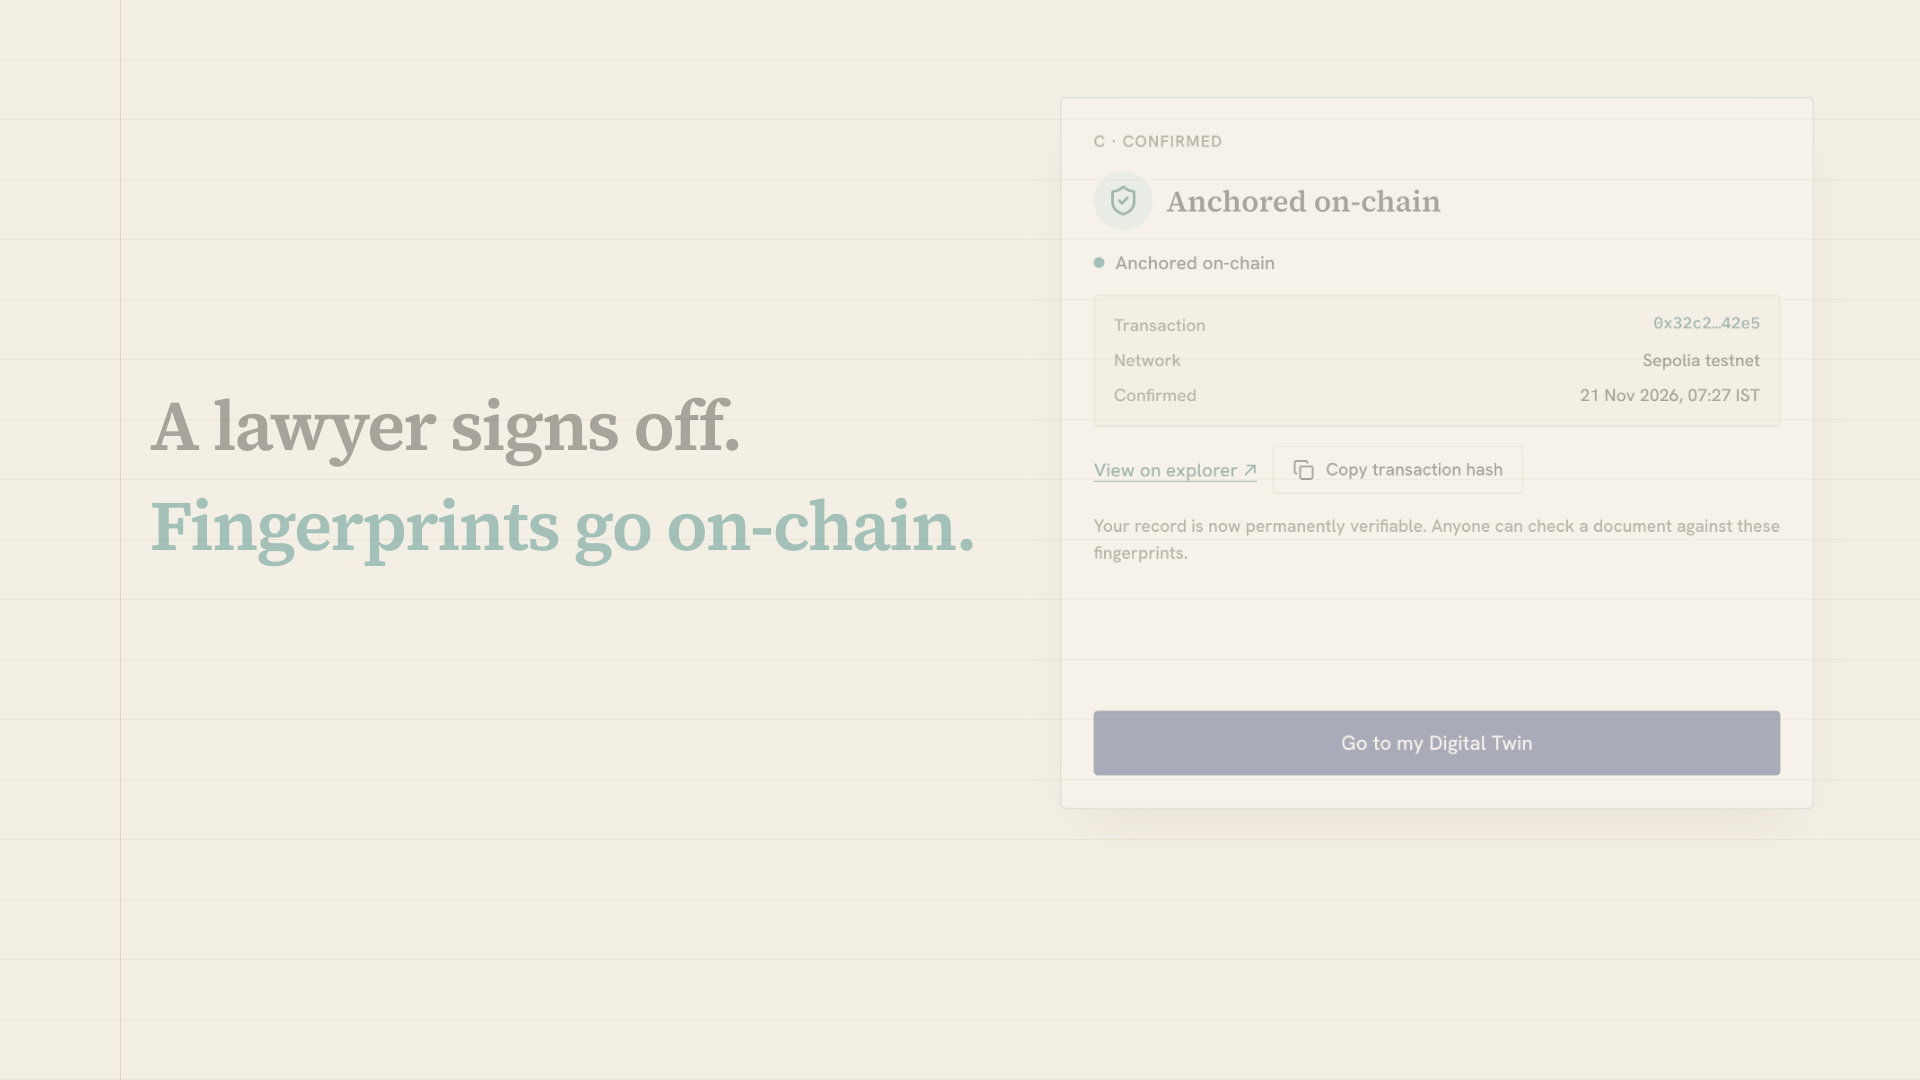 A lawyer signs off.
Fingerprints go on-chain.
C · CONFIRMED
Anchored on-chain
Anchored on-chain
Transaction 0x32c2…42e5
Network Sepolia testnet
Confirmed 21 Nov 2026, 07:27 IST
View on explorer ↗ Copy transaction hash
Your record is now permanently verifiable. Anyone can check a document against these
fingerprints.
Go to my Digital Twin